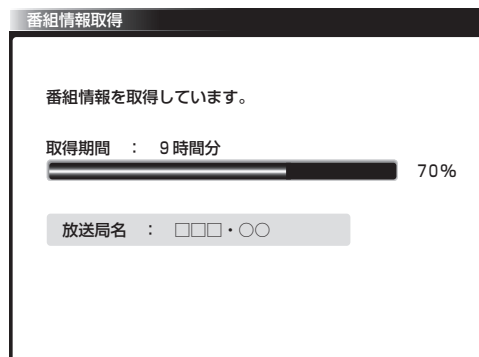 番組情報取得
番組情報を取得しています。
取得期間 : 9時間分
70%
放送局名 : □□□・○○